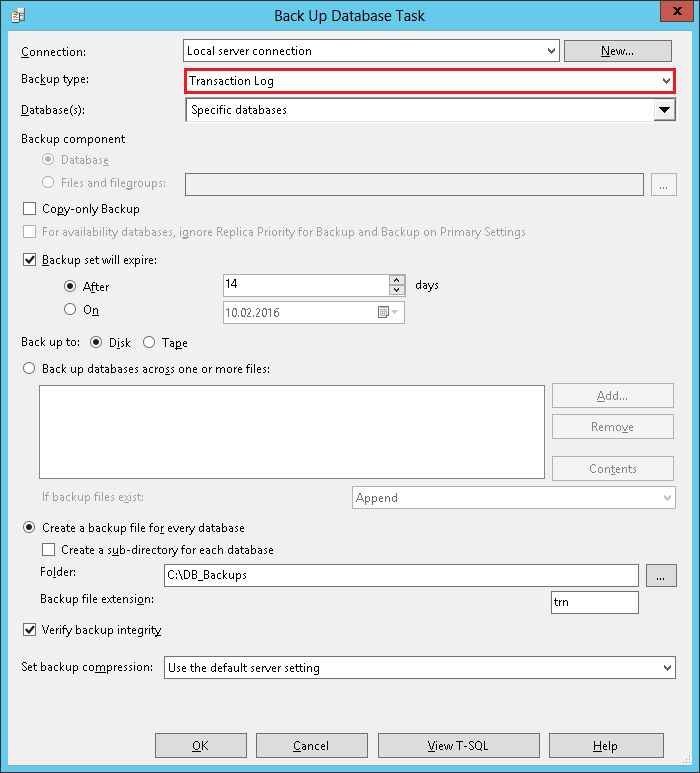 Back Up Database Task
x
Connection: Local server connection New...
Backup type: Transaction Log
Database(s): Specific databases
Backup component
Database
Files and filegroups: ...
Copy-only Backup
For availability databases, ignore Replica Priority for Backup and Backup on Primary Settings
Backup set will expire:
After 14 days
On 10.02.2016
Back up to: Disk Tape
Back up databases across one or more files:
Add...
Remove
Contents
If backup files exist: Append
Create a backup file for every database
Create a sub-directory for each database
Folder: C:\DB_Backups ...
Backup file extension: trn
Verify backup integrity
Set backup compression: Use the default server setting
OK Cancel View T-SQL Help